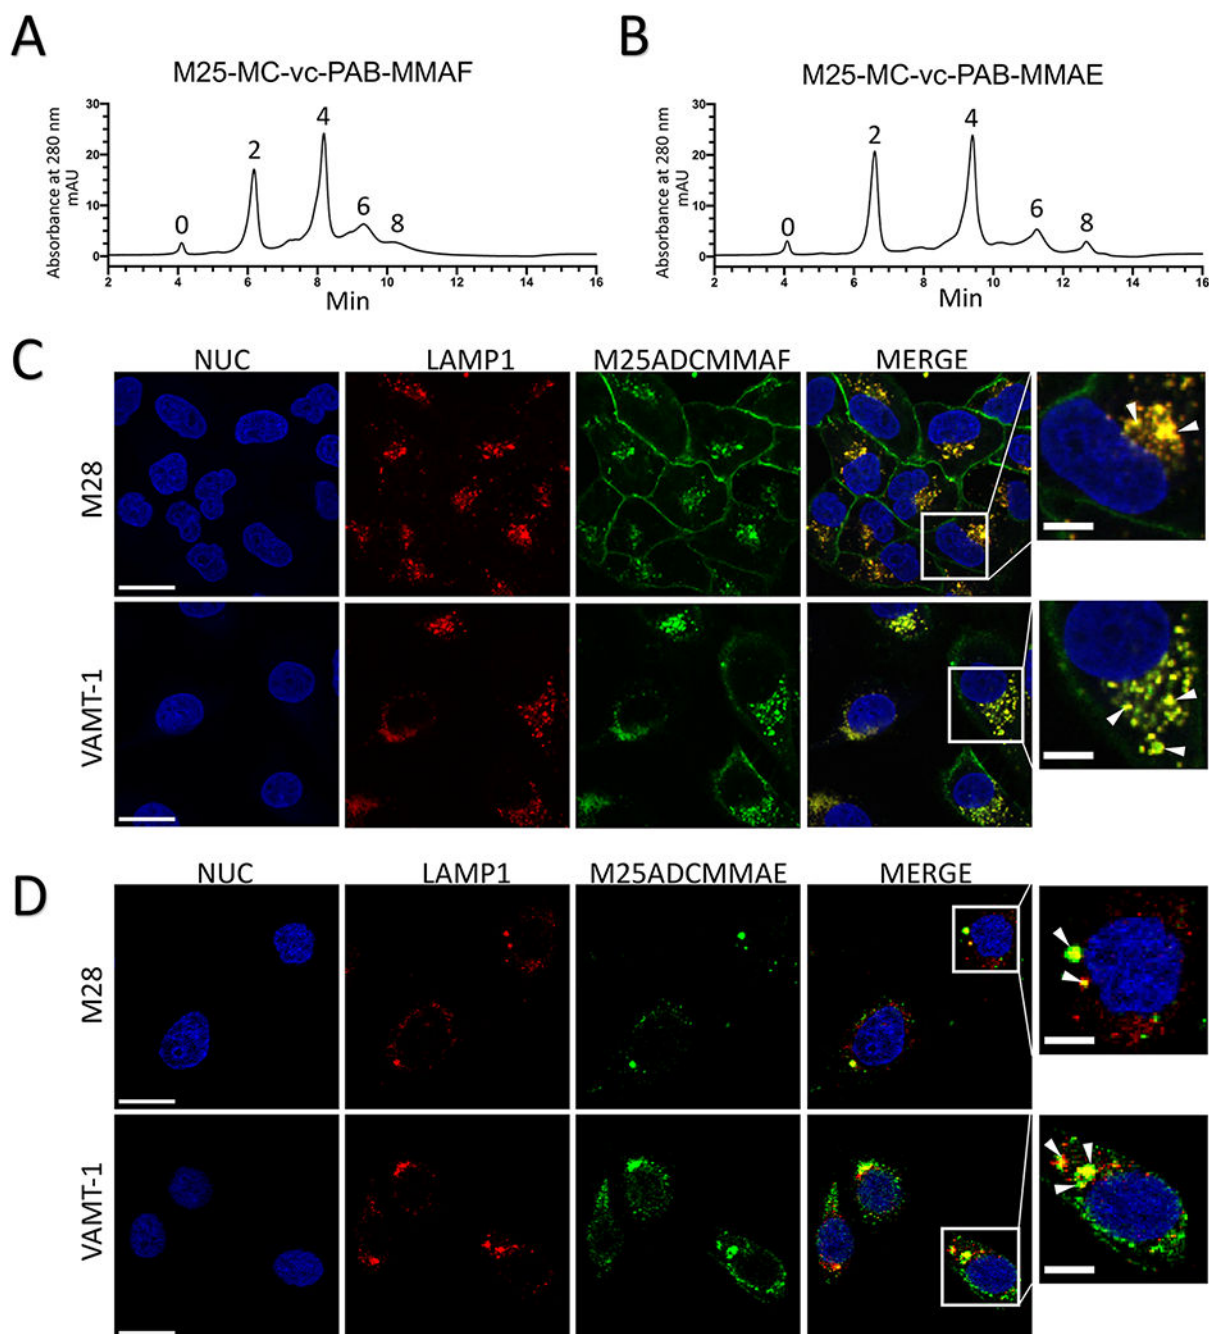 A
B
M25-MC-vc-PAB-MMAF
M25-MC-vc-PAB-MMAE
Absorbance at 280 nm
mAU
30
20
10
0
0
2
4
6
8
2
4
6
8
10
12
14
16
Min
Absorbance at 280 nm
mAU
30
20
10
0
0
2
4
6
8
2
4
6
8
10
12
14
16
Min
C
NUC
LAMP1
M25ADCMMAF
MERGE
M28
VAMT-1
D
NUC
LAMP1
M25ADCMMAE
MERGE
M28
VAMT-1